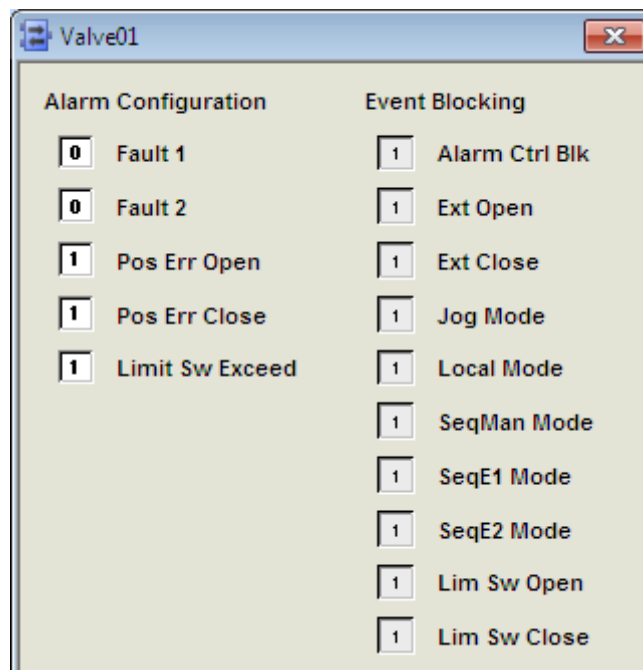 Valve01
Alarm Configuration
0 Fault 1
0 Fault 2
1 Pos Err Open
1 Pos Err Close
1 Limit Sw Exceed
Event Blocking
1 Alarm Ctrl Blk
1 Ext Open
1 Ext Close
1 Jog Mode
1 Local Mode
1 SeqMan Mode
1 SeqE1 Mode
1 SeqE2 Mode
1 Lim Sw Open
1 Lim Sw Close